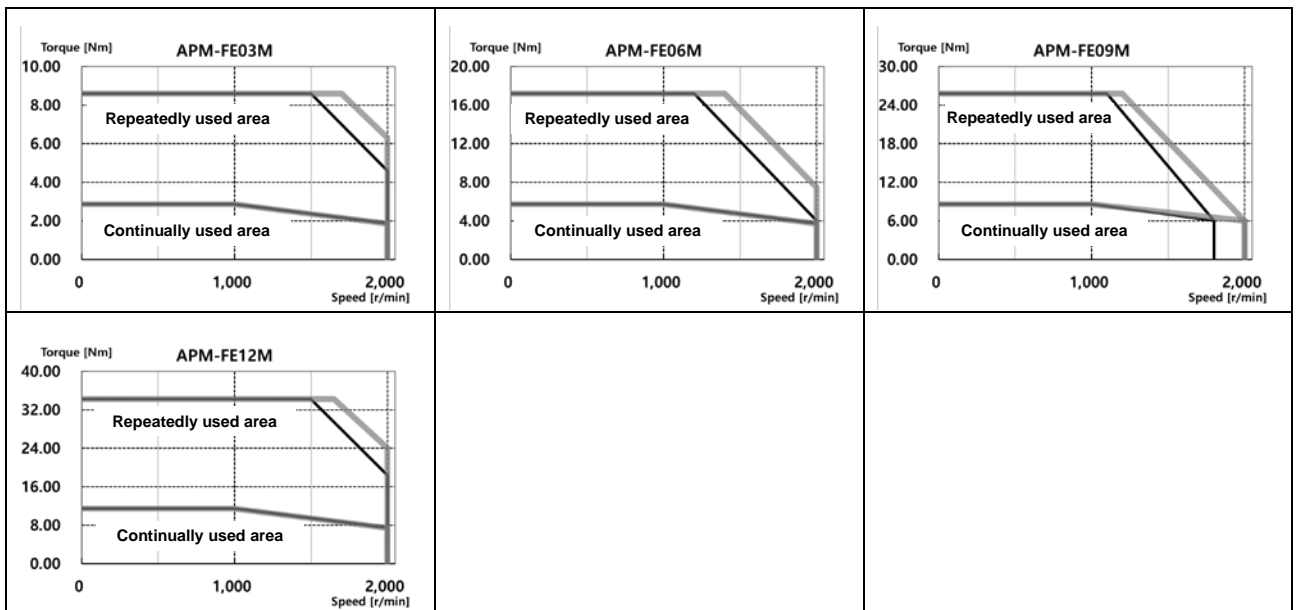 Torque [Nm] APM-FE03M
10.00
8.00
Repeatedly used area
6.00
4.00
2.00
Continually used area
0.00
0 1,000 2,000
Speed [r/min]
Torque [Nm] APM-FE06M
20.00
16.00
Repeatedly used area
12.00
8.00
4.00
Continually used area
0.00
0 1,000 2,000
Speed [r/min]
Torque [Nm] APM-FE09M
30.00
24.00
Repeatedly used area
18.00
12.00
6.00
Continually used area
0.00
0 1,000 2,000
Speed [r/min]
Torque [Nm] APM-FE12M
40.00
32.00
Repeatedly used area
24.00
16.00
8.00
Continually used area
0.00
0 1,000 2,000
Speed [r/min]